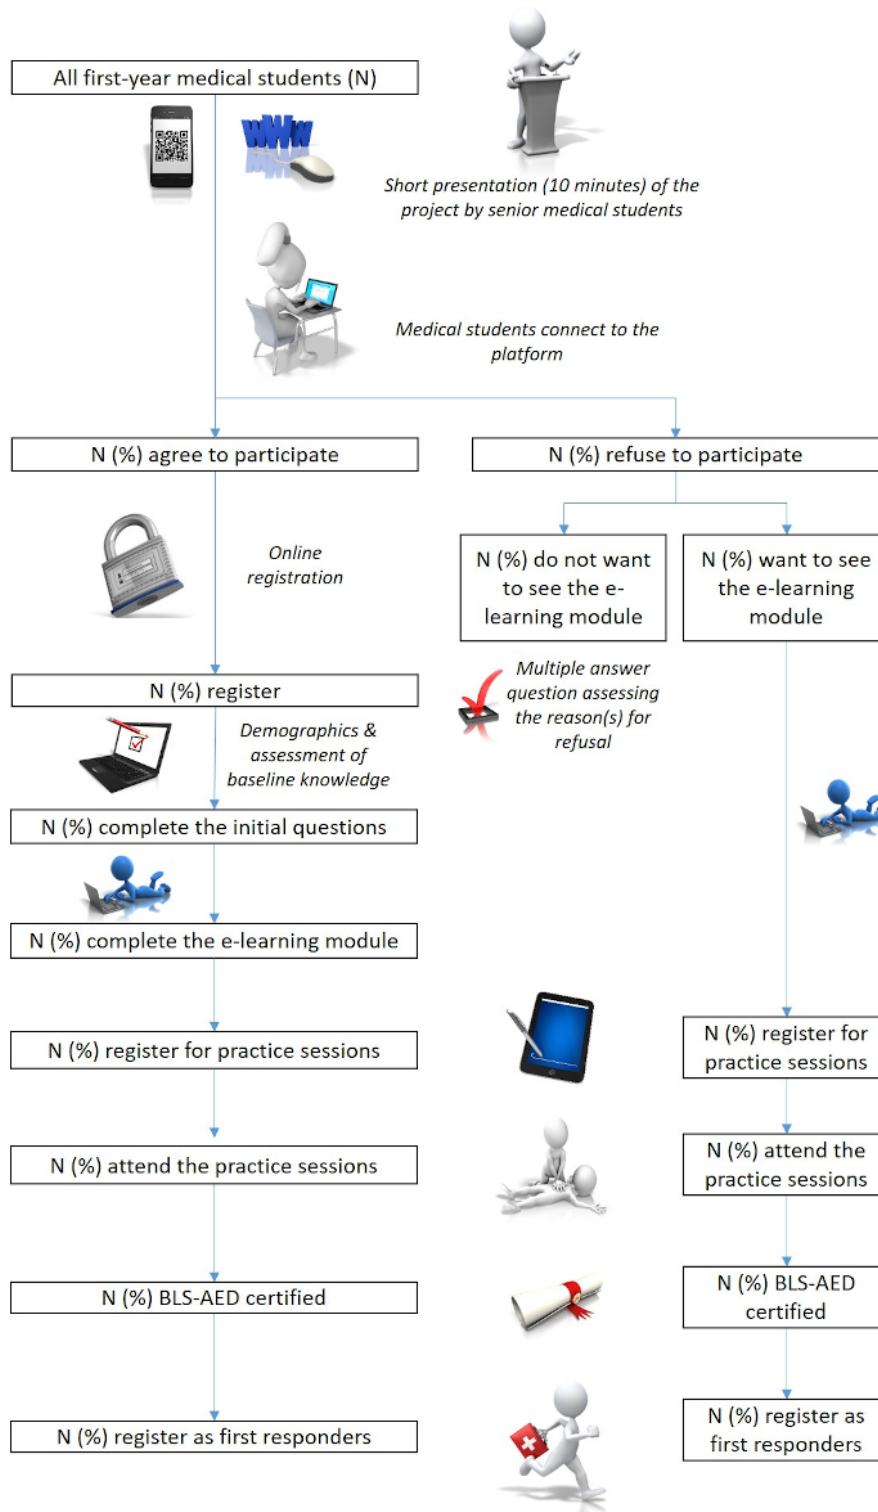 All first-year medical students (N)
WWW
Short presentation (10 minutes) of the
project by senior medical students
Medical students connect to the
platform
N (%) agree to participate
N (%) refuse to participate
Online
registration
N (%) do not want
to see the e-
learning module
N (%) want to see
the e-learning
module
N (%) register
Multiple answer
question assessing
the reason(s) for
refusal
Demographics &
assessment of
baseline knowledge
N (%) complete the initial questions
N (%) complete the e-learning module
N (%) register for practice sessions
N (%) register for
practice sessions
N (%) attend the practice sessions
N (%) attend the
practice sessions
N (%) BLS-AED certified
N (%) BLS-AED
certified
N (%) register as first responders
N (%) register as
first responders